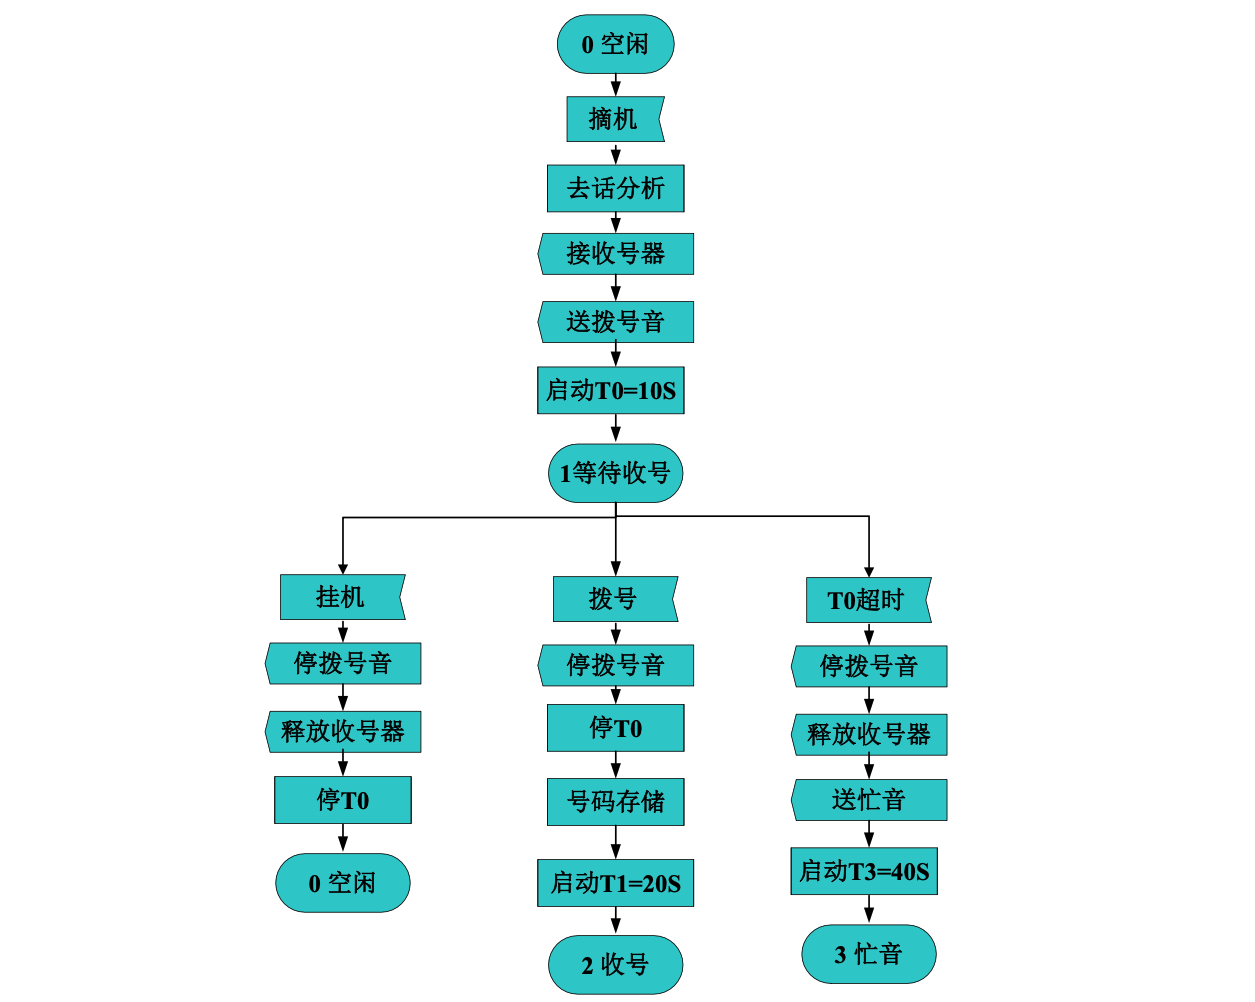 0 空闲
摘机
去话分析
接收号器
送拨号音
启动T0=10S
1等待收号
挂机
停拨号音
释放收号器
停T0
0 空闲
拨号
停拨号音
停T0
号码存储
启动T1=20S
2 收号
T0超时
停拨号音
释放收号器
送忙音
启动T3=40S
3 忙音